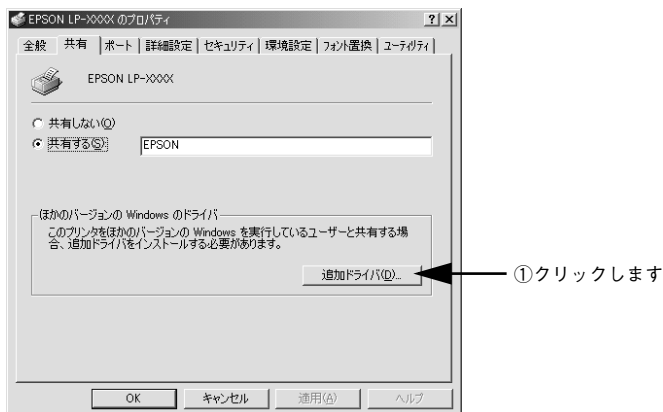 EPSON LP-XXXX のプロパティ
? ×
全般 共有 ポート 詳細設定 セキュリティ 環境設定 フォント置換 ユーティリティ
EPSON LP-XXXX
共有しない(O)
共有する(S): EPSON
ほかのバージョンの Windows のドライバ
このプリンタをほかのバージョンの Windows を実行しているユーザーと共有する場
合、追加ドライバをインストールする必要があります。
追加ドライバ(D)...
①クリックします
OK キャンセル 適用(A) ヘルプ